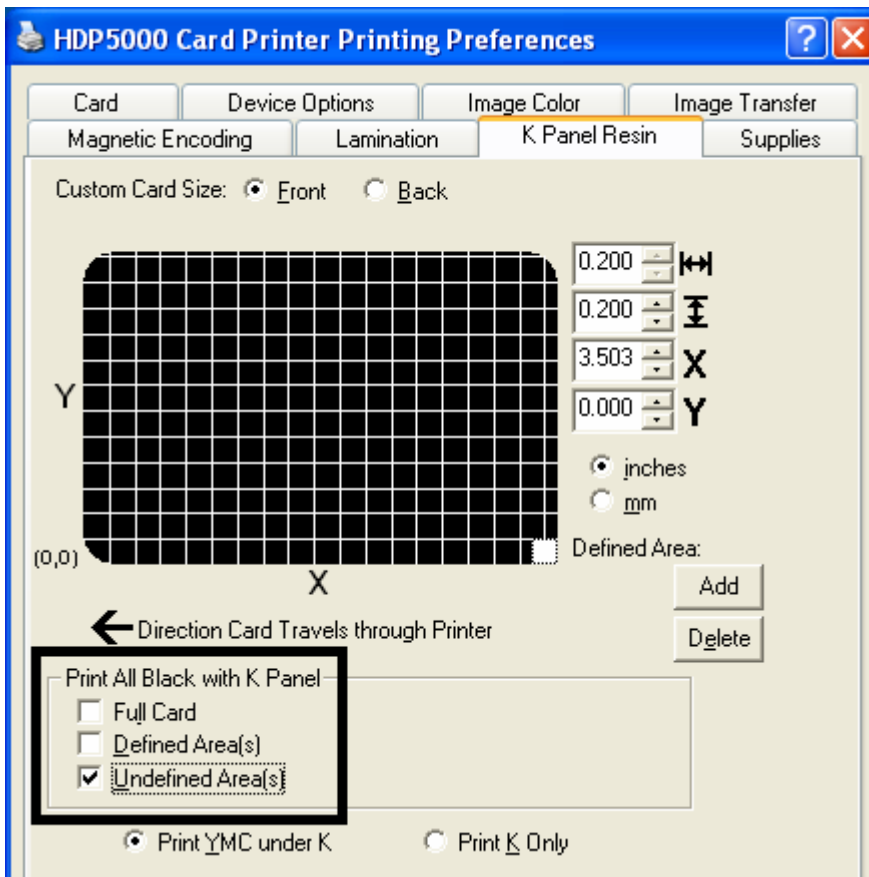 HDP5000 Card Printer Printing Preferences
Card Device Options Image Color Image Transfer
Magnetic Encoding Lamination K Panel Resin Supplies
Custom Card Size: Front Back
0.200
0.200
3.503 X
Y
0.000 Y
inches
mm
(0,0)
Defined Area:
X
Add
Direction Card Travels through Printer
Delete
Print All Black with K Panel
Full Card
Defined Area(s)
Undefined Area(s)
Print YMC under K Print K Only